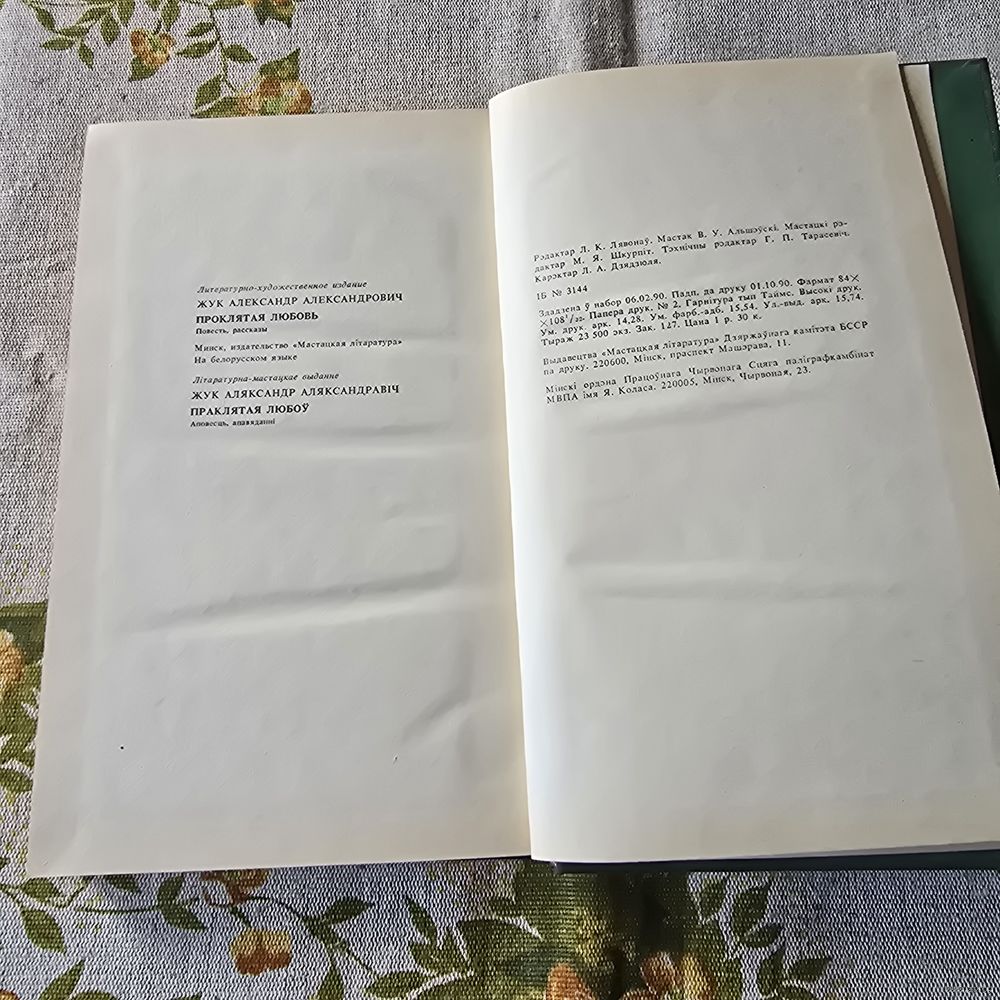 Литературно-художественное издание
ЖУК АЛЕКСАНДР АЛЕКСАНДРОВИЧ
ПРОКЛЯТАЯ ЛЮБОВЬ
Повесть, рассказы
Минск, издательство «Мастацкая літаратура»
На белорусском языке
Літаратурна-мастацкае выданне
ЖУК АЛЯКСАНДР АЛЯКСАНДРАВІЧ
ПРАКЛЯТАЯ ЛЮБОЎ
Аповесць, апавяданні
Рэдактар Л. К. Лявонаў. Мастак В. У. Альшэўскі. Мастацкі рэ-
дактар М. Я. Шкурпіт. Тэхнічны рэдактар Г. П. Тарасевіч.
Карэктар Л. А. Дзядзюля.
ІБ № 3144
Здадзена ў набор 06.02.90. Падп. да друку 01.10.90. Фармат 84×
×108¹/₃₂. Папера друк. № 2. Гарнітура тып Таймс. Высокі друк.
Ум. друк. арк. 14,28. Ум. фарб.-адб. 15,54. Ул.-выд. арк. 15,74.
Тыраж 23 500 экз. Зак. 127. Цана 1 р. 30 к.
Выдавецтва «Мастацкая літаратура» Дзяржаўнага камітэта БССР
па друку. 220600, Мінск, праспект Машэрава, 11.
Мінскі ордэна Працоўнага Чырвонага Сцяга паліграфкамбінат
МВПА імя Я. Коласа. 220005, Мінск, Чырвоная, 23.